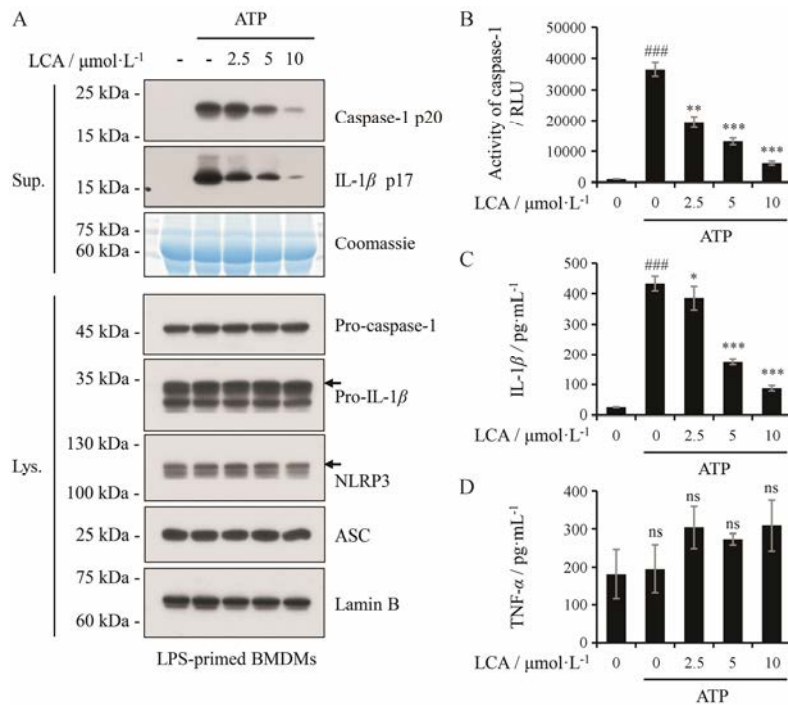 A
ATP
LCA / μmol·L⁻¹ - - 2.5 5 10
Sup.
25 kDa -
15 kDa -
Caspase-1 p20
15 kDa -
IL-1β p17
75 kDa -
60 kDa -
Coomassie
Lys.
45 kDa -
Pro-caspase-1
35 kDa -
Pro-IL-1β
130 kDa -
100 kDa -
NLRP3
25 kDa -
ASC
75 kDa -
60 kDa -
Lamin B
LPS-primed BMDMs
B
Activity of caspase-1
/ RLU
50000
40000
30000
20000
10000
0
###
**
***
***
LCA / μmol·L⁻¹ 0 0 2.5 5 10
ATP
C
IL-1β / pg·mL⁻¹
500
400
300
200
100
0
###
*
***
***
LCA / μmol·L⁻¹ 0 0 2.5 5 10
ATP
D
TNF-α / pg·mL⁻¹
400
300
200
100
0
ns
ns
ns
ns
LCA / μmol·L⁻¹ 0 0 2.5 5 10
ATP